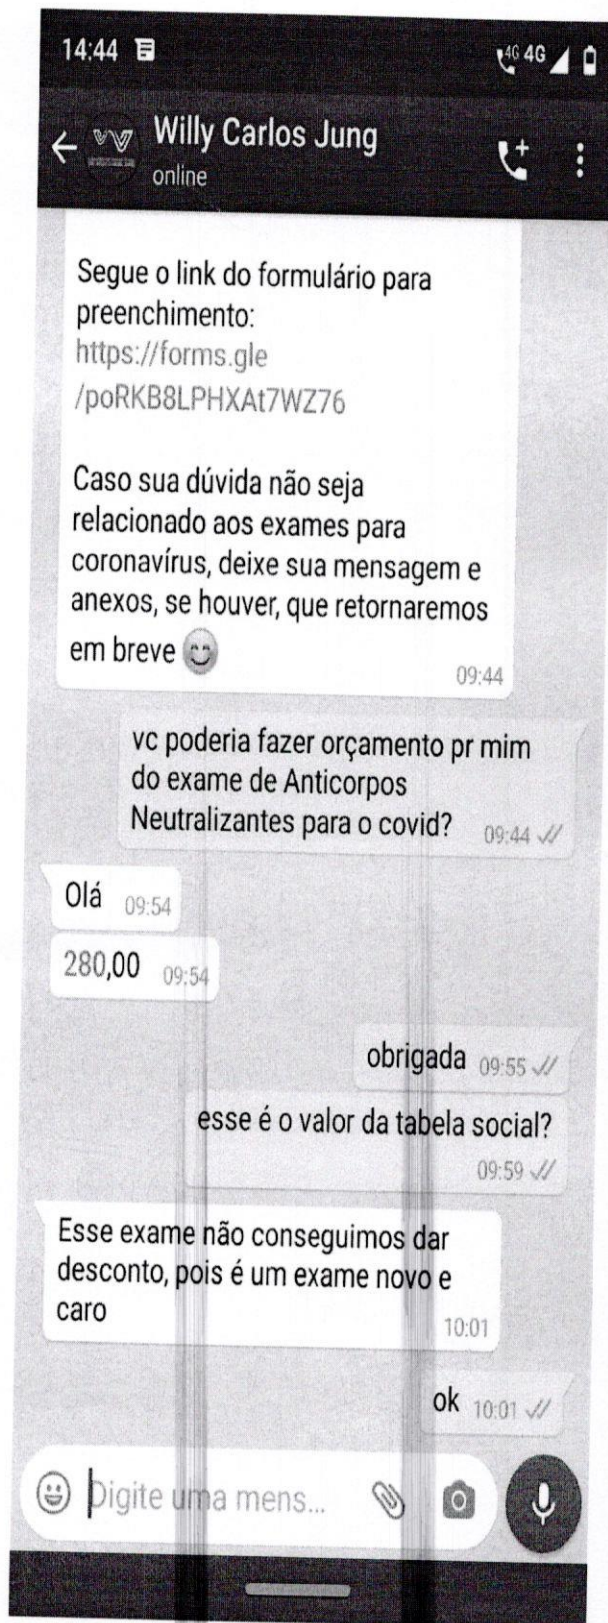 14:44
4G 4G
Willy Carlos Jung
online
Segue o link do formulário para
preenchimento:
https://forms.gle
/poRKB8LPHXAt7WZ76
Caso sua dúvida não seja
relacionado aos exames para
coronavírus, deixe sua mensagem e
anexos, se houver, que retornaremos
em breve
09:44
vc poderia fazer orçamento pr mim
do exame de Anticorpos
Neutralizantes para o covid? 09:44
Olá 09:54
280,00 09:54
obrigada 09:55
esse é o valor da tabela social?
09:59
Esse exame não conseguimos dar
desconto, pois é um exame novo e
caro
10:01
ok 10:01
Digite uma mens...